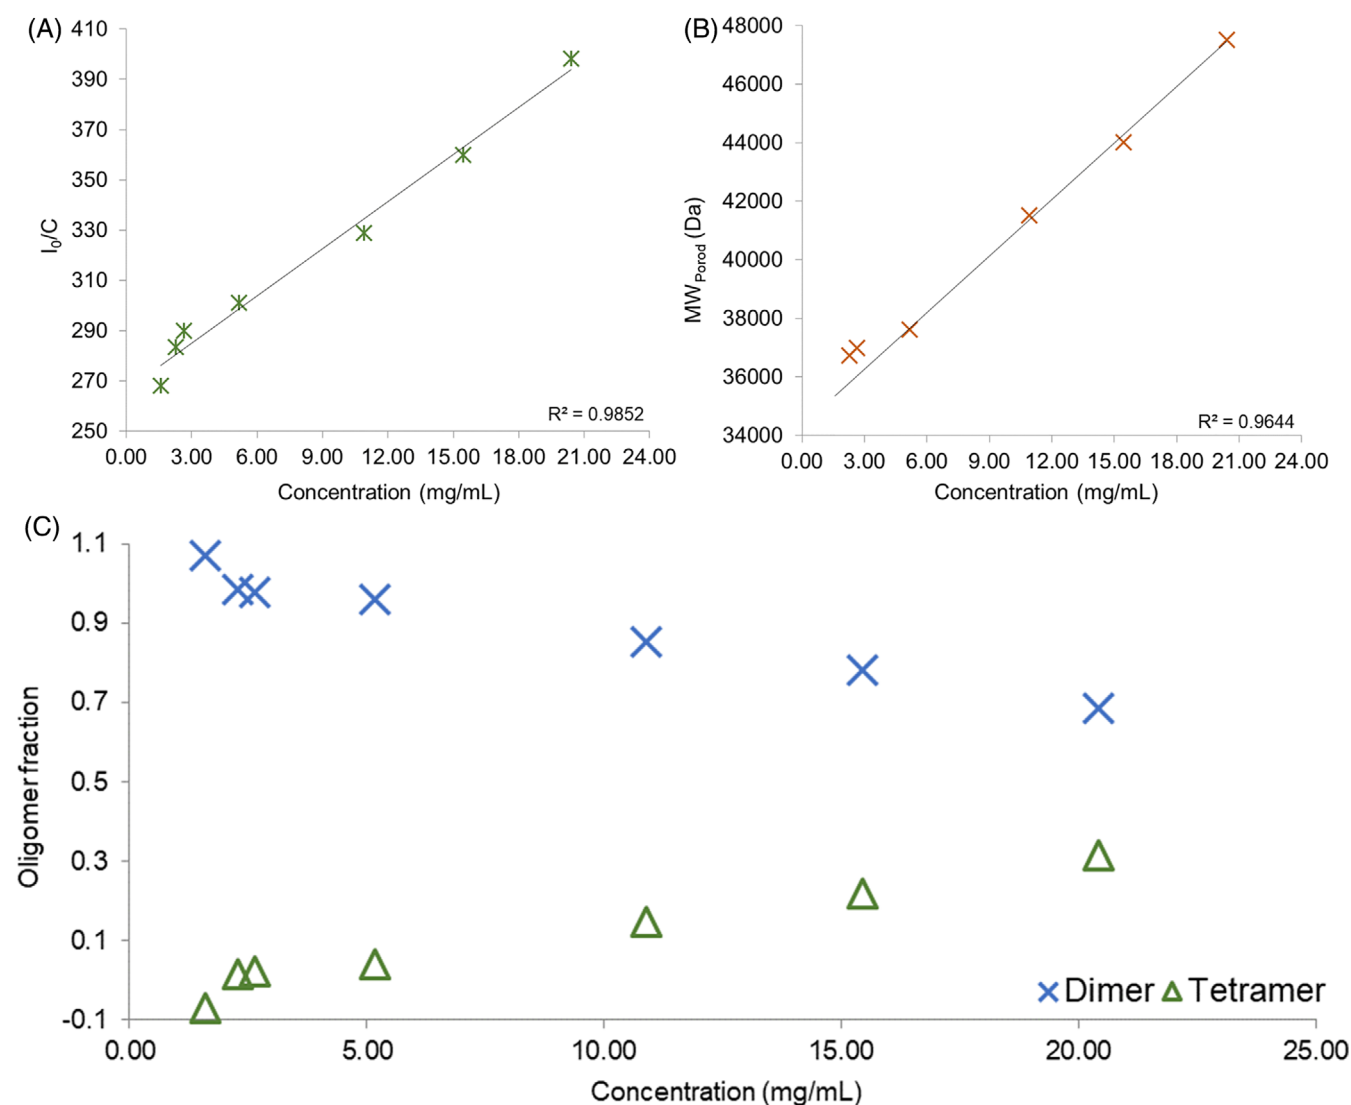 (A)
410
390
370
350
330
310
290
270
250
I₀/C
R² = 0.9852
0.00 3.00 6.00 9.00 12.00 15.00 18.00 21.00 24.00
Concentration (mg/mL)
(B)
48000
46000
44000
42000
40000
38000
36000
34000
MW_Porod (Da)
R² = 0.9644
0.00 3.00 6.00 9.00 12.00 15.00 18.00 21.00 24.00
Concentration (mg/mL)
(C)
1.1
0.9
0.7
0.5
0.3
0.1
-0.1
Oligomer fraction
Dimer Tetramer
0.00 5.00 10.00 15.00 20.00 25.00
Concentration (mg/mL)